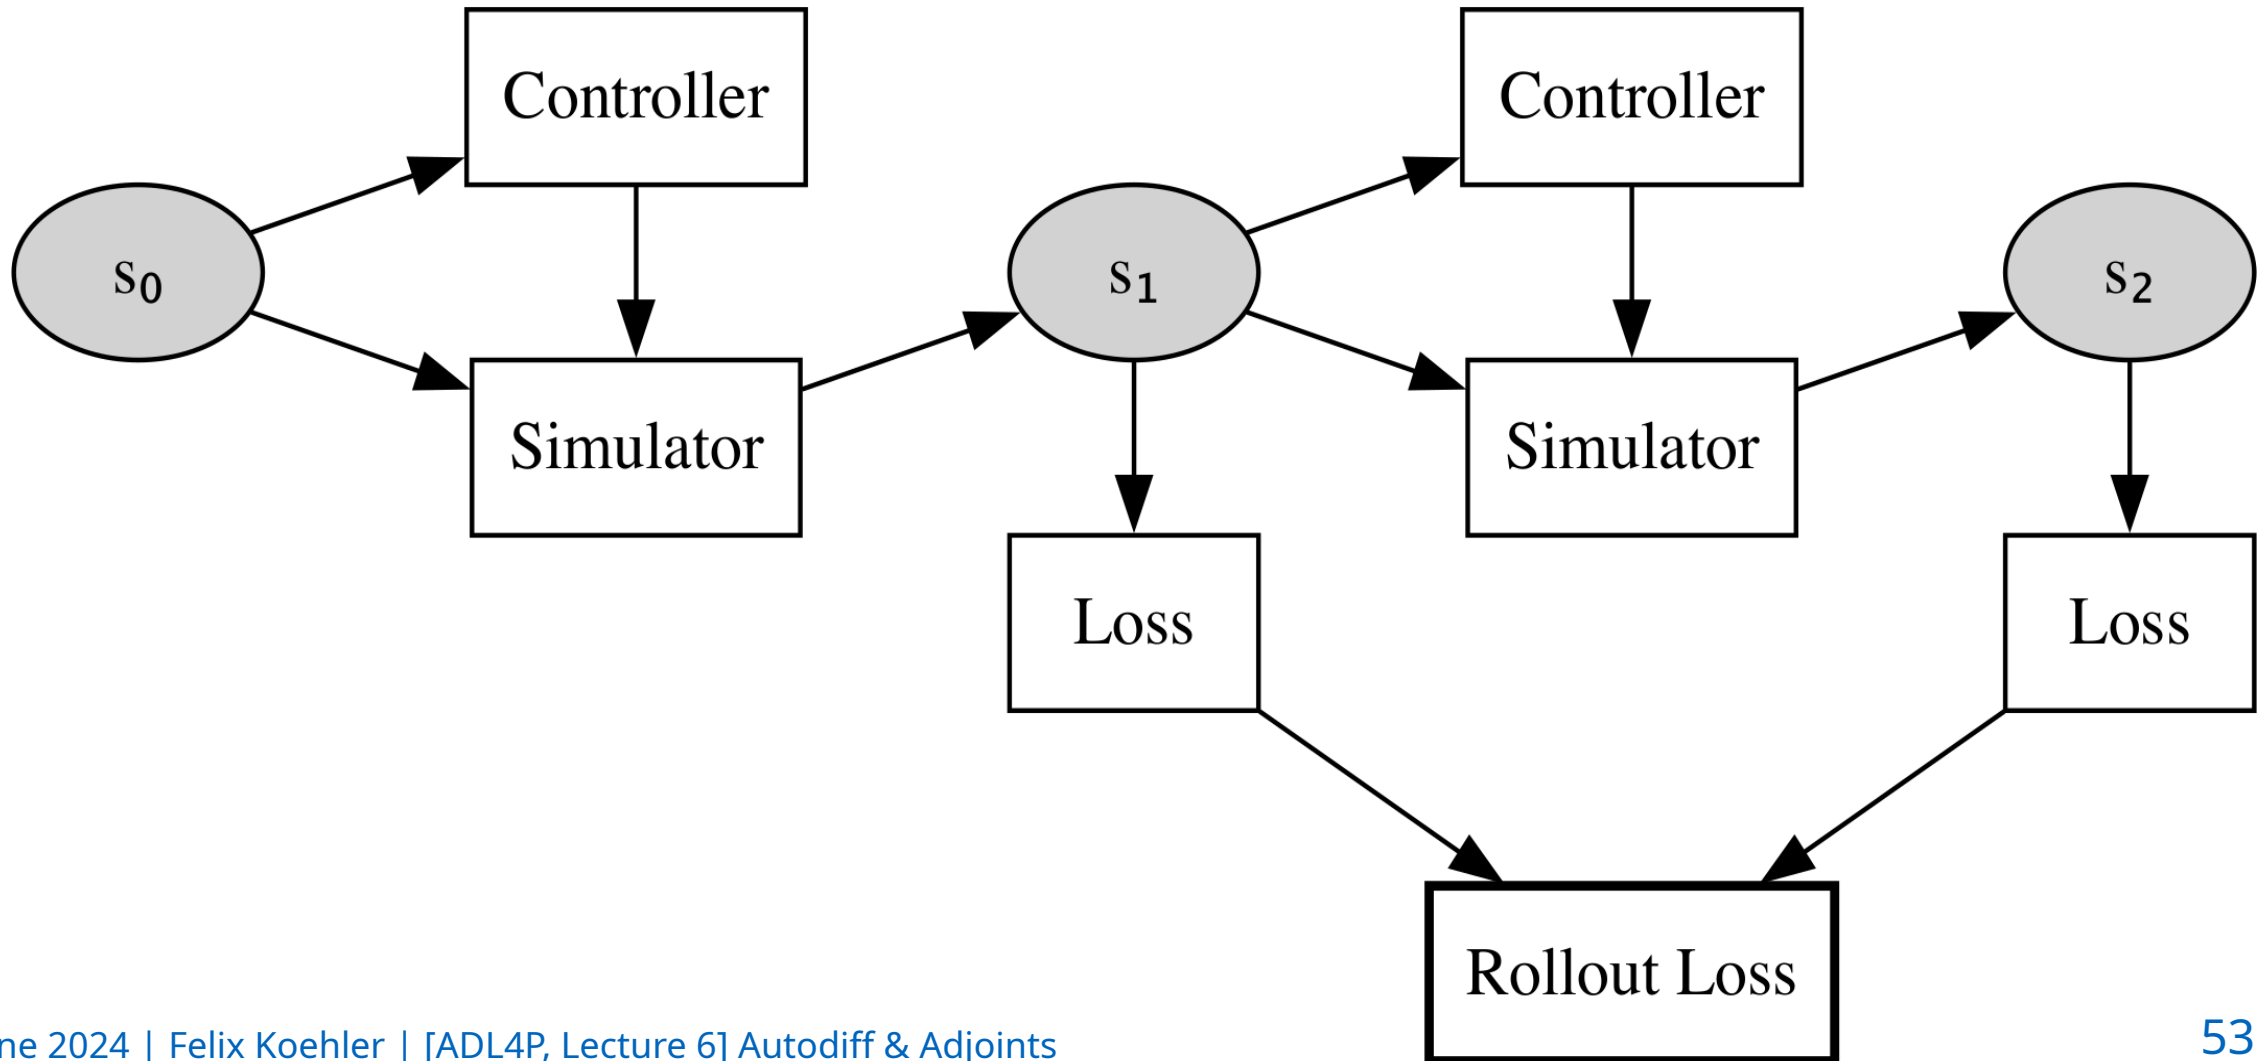 Controller
Controller
s₀
s₁
s₂
Simulator
Simulator
Loss
Loss
Rollout Loss
2024 | Felix Koehler | [ADL4P, Lecture 6] Autodiff & Adjoints
53